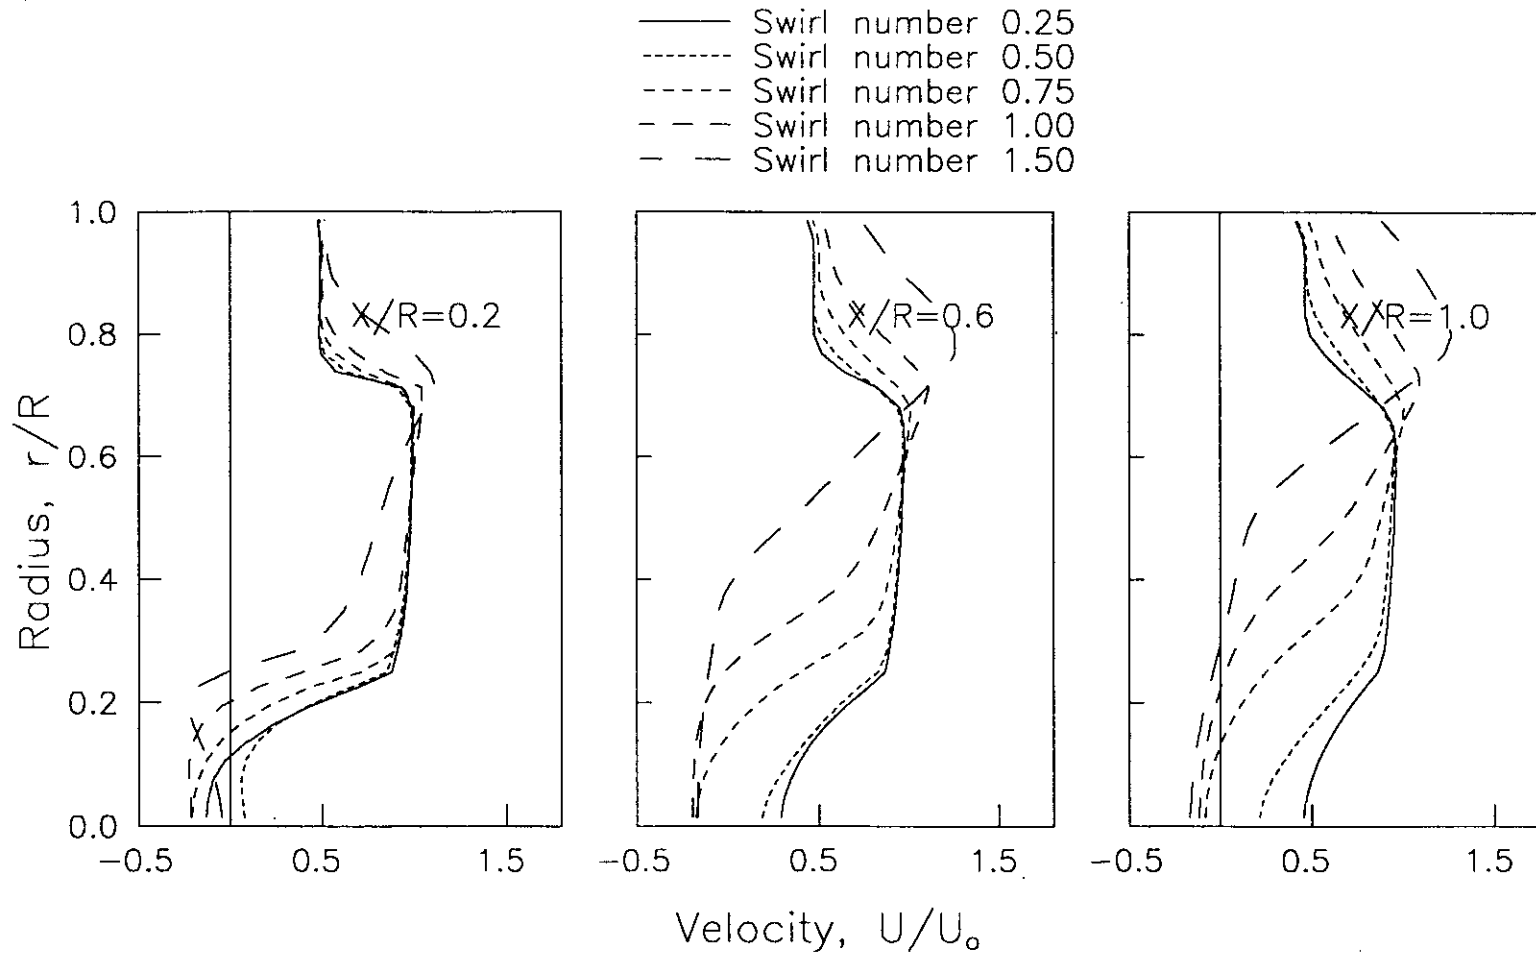 Swirl number 0.25
Swirl number 0.50
Swirl number 0.75
Swirl number 1.00
Swirl number 1.50
Radius, r/R
1.0
0.8
0.6
0.4
0.2
0.0
X/R=0.2
X/R=0.6
X/R=1.0
-0.5 0.5 1.5
-0.5 0.5 1.5
-0.5 0.5 1.5
Velocity, U/U₀